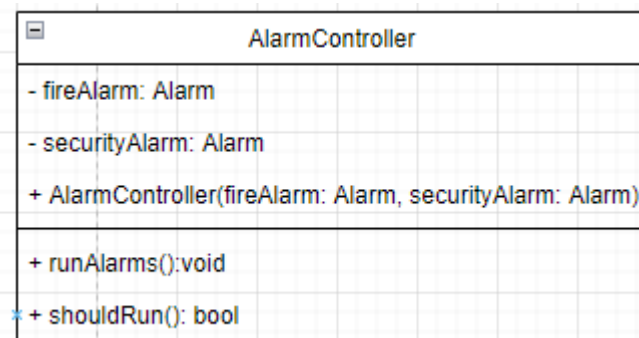 AlarmController
- fireAlarm: Alarm
- securityAlarm: Alarm
+ AlarmController(fireAlarm: Alarm, securityAlarm: Alarm)
+ runAlarms():void
+ shouldRun(): bool